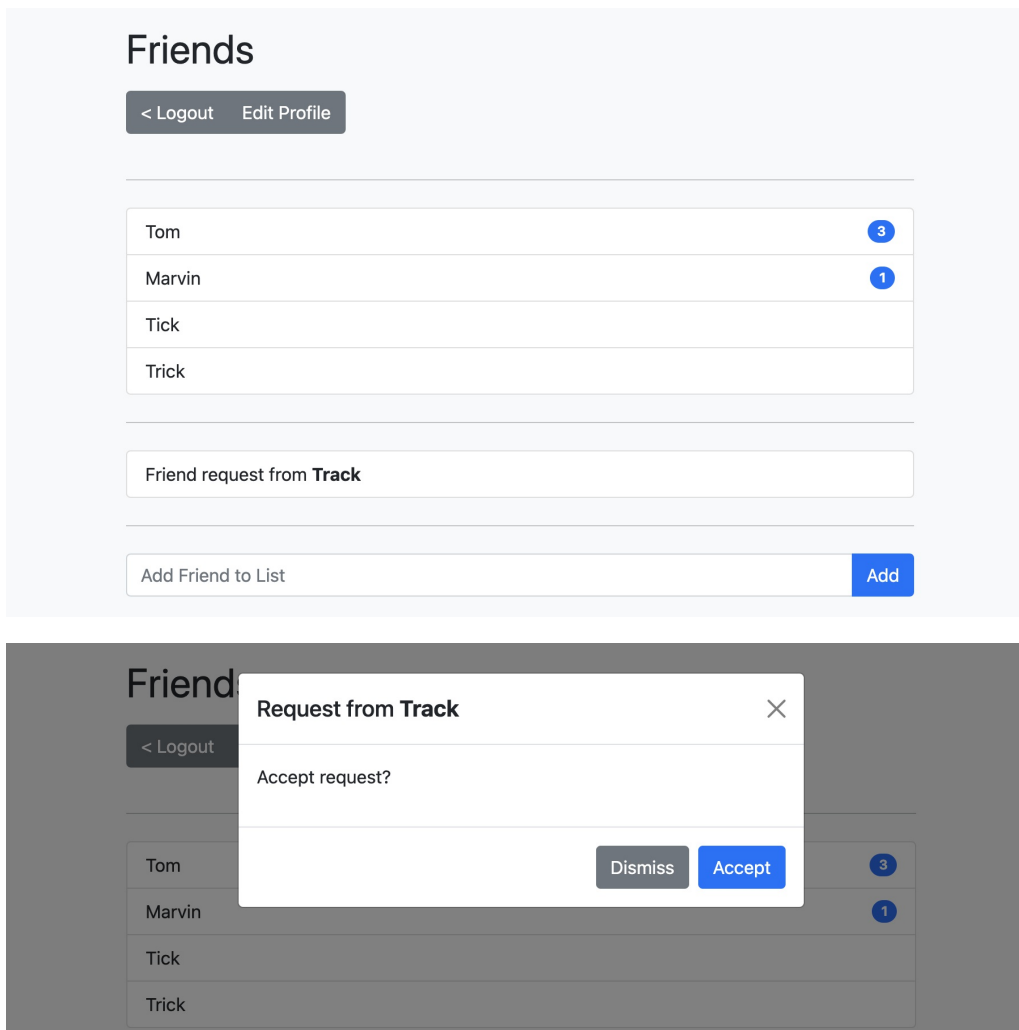 Friends
< Logout Edit Profile
Tom 3
Marvin 1
Tick
Trick
Friend request from Track
Add Friend to List Add
Friends
Request from Track
< Logout
Accept request?
Dismiss Accept
Tom 3
Marvin 1
Tick
Trick